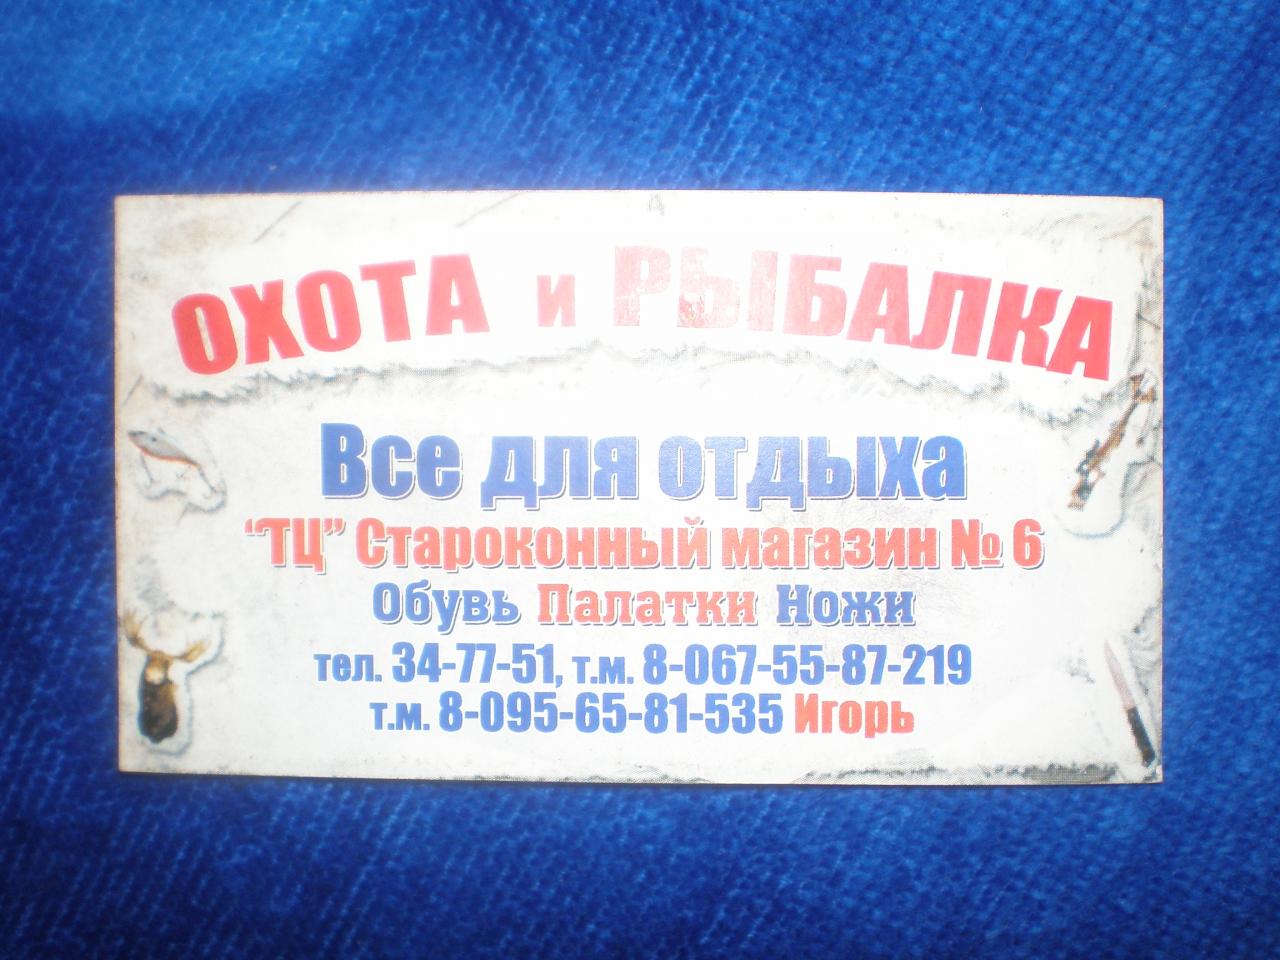 ОХОТА и РЫБАЛКА
Все для отдыха
“ТЦ” Староконный магазин № 6
Обувь Палатки Ножи
тел. 34-77-51, т.м. 8-067-55-87-219
т.м. 8-095-65-81-535 Игорь